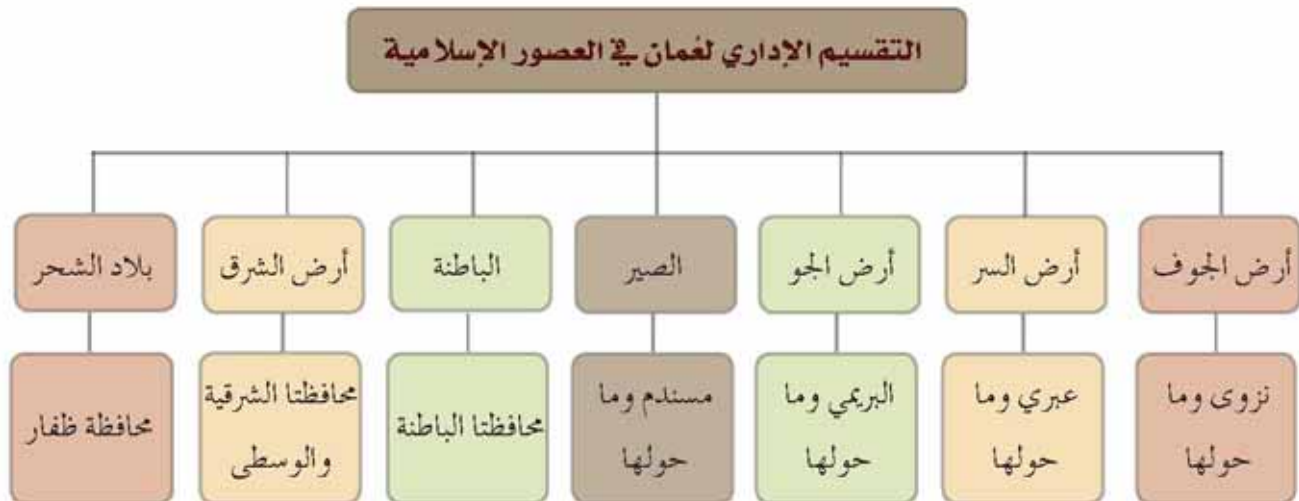 التقسيم الإداري لعُمان في العصور الإسلامية
أرض الجوف
أرض السر
أرض الجو
الصير
الباطنة
أرض الشرق
بلاد الشحر
نزوى وما
حولها
عبري وما
حولها
البريمي وما
حولها
مسندم وما
حولها
محافظتا الباطنة
محافظتا الشرقية
والوسطى
محافظة ظفار